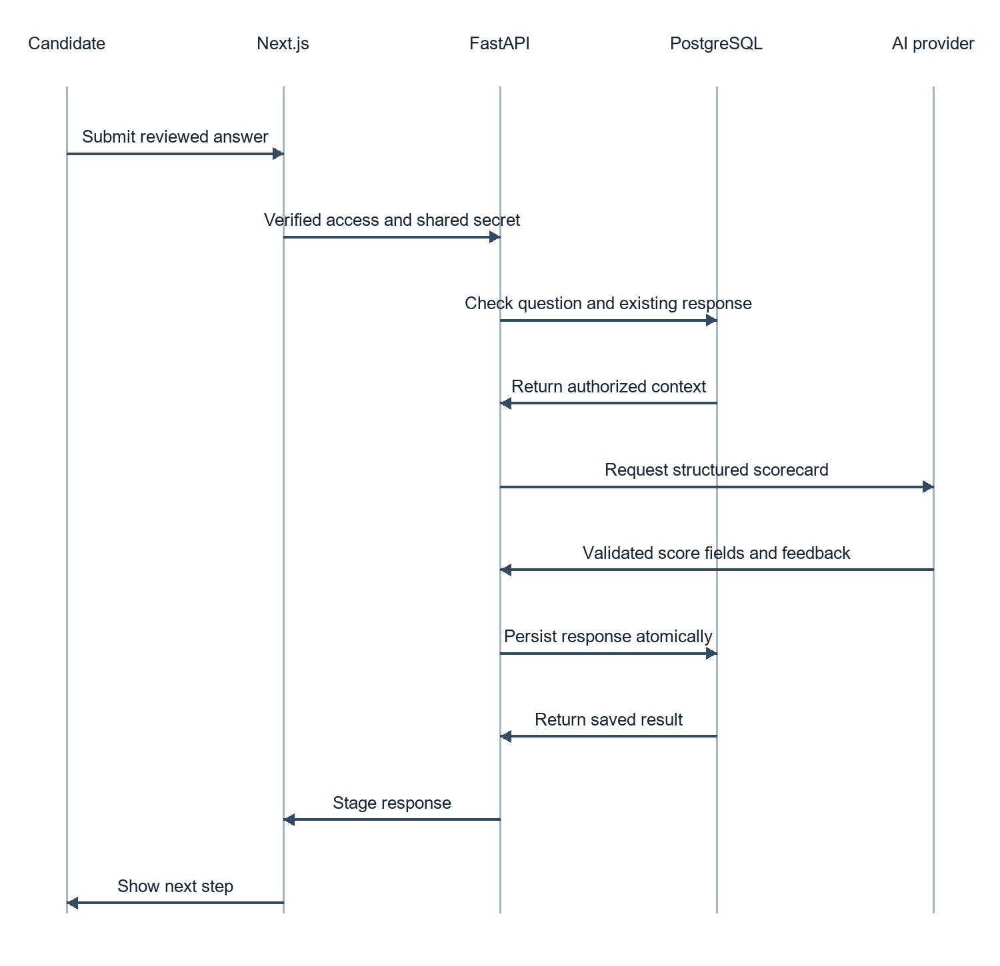 Candidate
Next.js
FastAPI
PostgreSQL
AI provider
Submit reviewed answer
Verified access and shared secret
Check question and existing response
Return authorized context
Request structured scorecard
Validated score fields and feedback
Persist response atomically
Return saved result
Stage response
Show next step